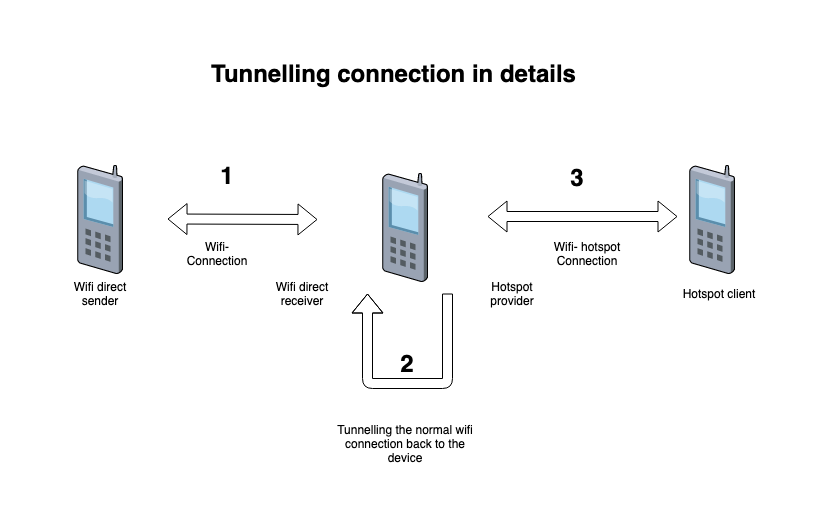 Tunnelling connection in details
1
3
Wifi-
Connection
Wifi- hotspot
Connection
Wifi direct
sender
Wifi direct
receiver
Hotspot
provider
Hotspot client
2
Tunnelling the normal wifi
connection back to the
device